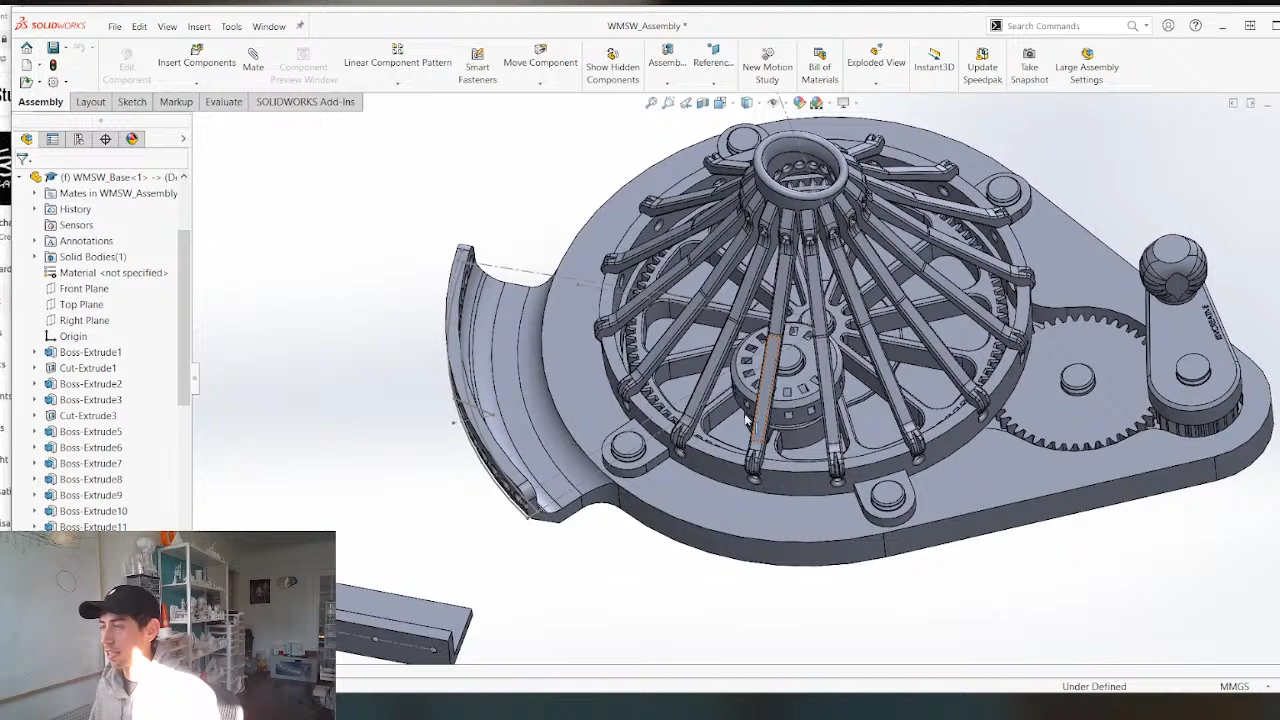 SOLIDWORKS
File
Edit
View
Insert
Tools
Window
WMSW_Assembly *
Search Commands
Edit Component
Insert Components
Mate
Component Preview Window
Linear Component Pattern
Smart Fasteners
Move Component
Show Hidden Components
Assemb...
Referenc...
New Motion Study
Bill of Materials
Exploded View
Instant3D
Update Speedpak
Take Snapshot
Large Assembly Settings
Assembly
Layout
Sketch
Markup
Evaluate
SOLIDWORKS Add-Ins
(f) WMSW_Base<1> -> (De
Mates in WMSW_Assembly
History
Sensors
Annotations
Solid Bodies(1)
Material <not specified>
Front Plane
Top Plane
Right Plane
Origin
Boss-Extrude1
Cut-Extrude1
Boss-Extrude2
Boss-Extrude3
Cut-Extrude3
Boss-Extrude5
Boss-Extrude6
Boss-Extrude7
Boss-Extrude8
Boss-Extrude9
Boss-Extrude10
Boss-Extrude11
Under Defined
MMGS